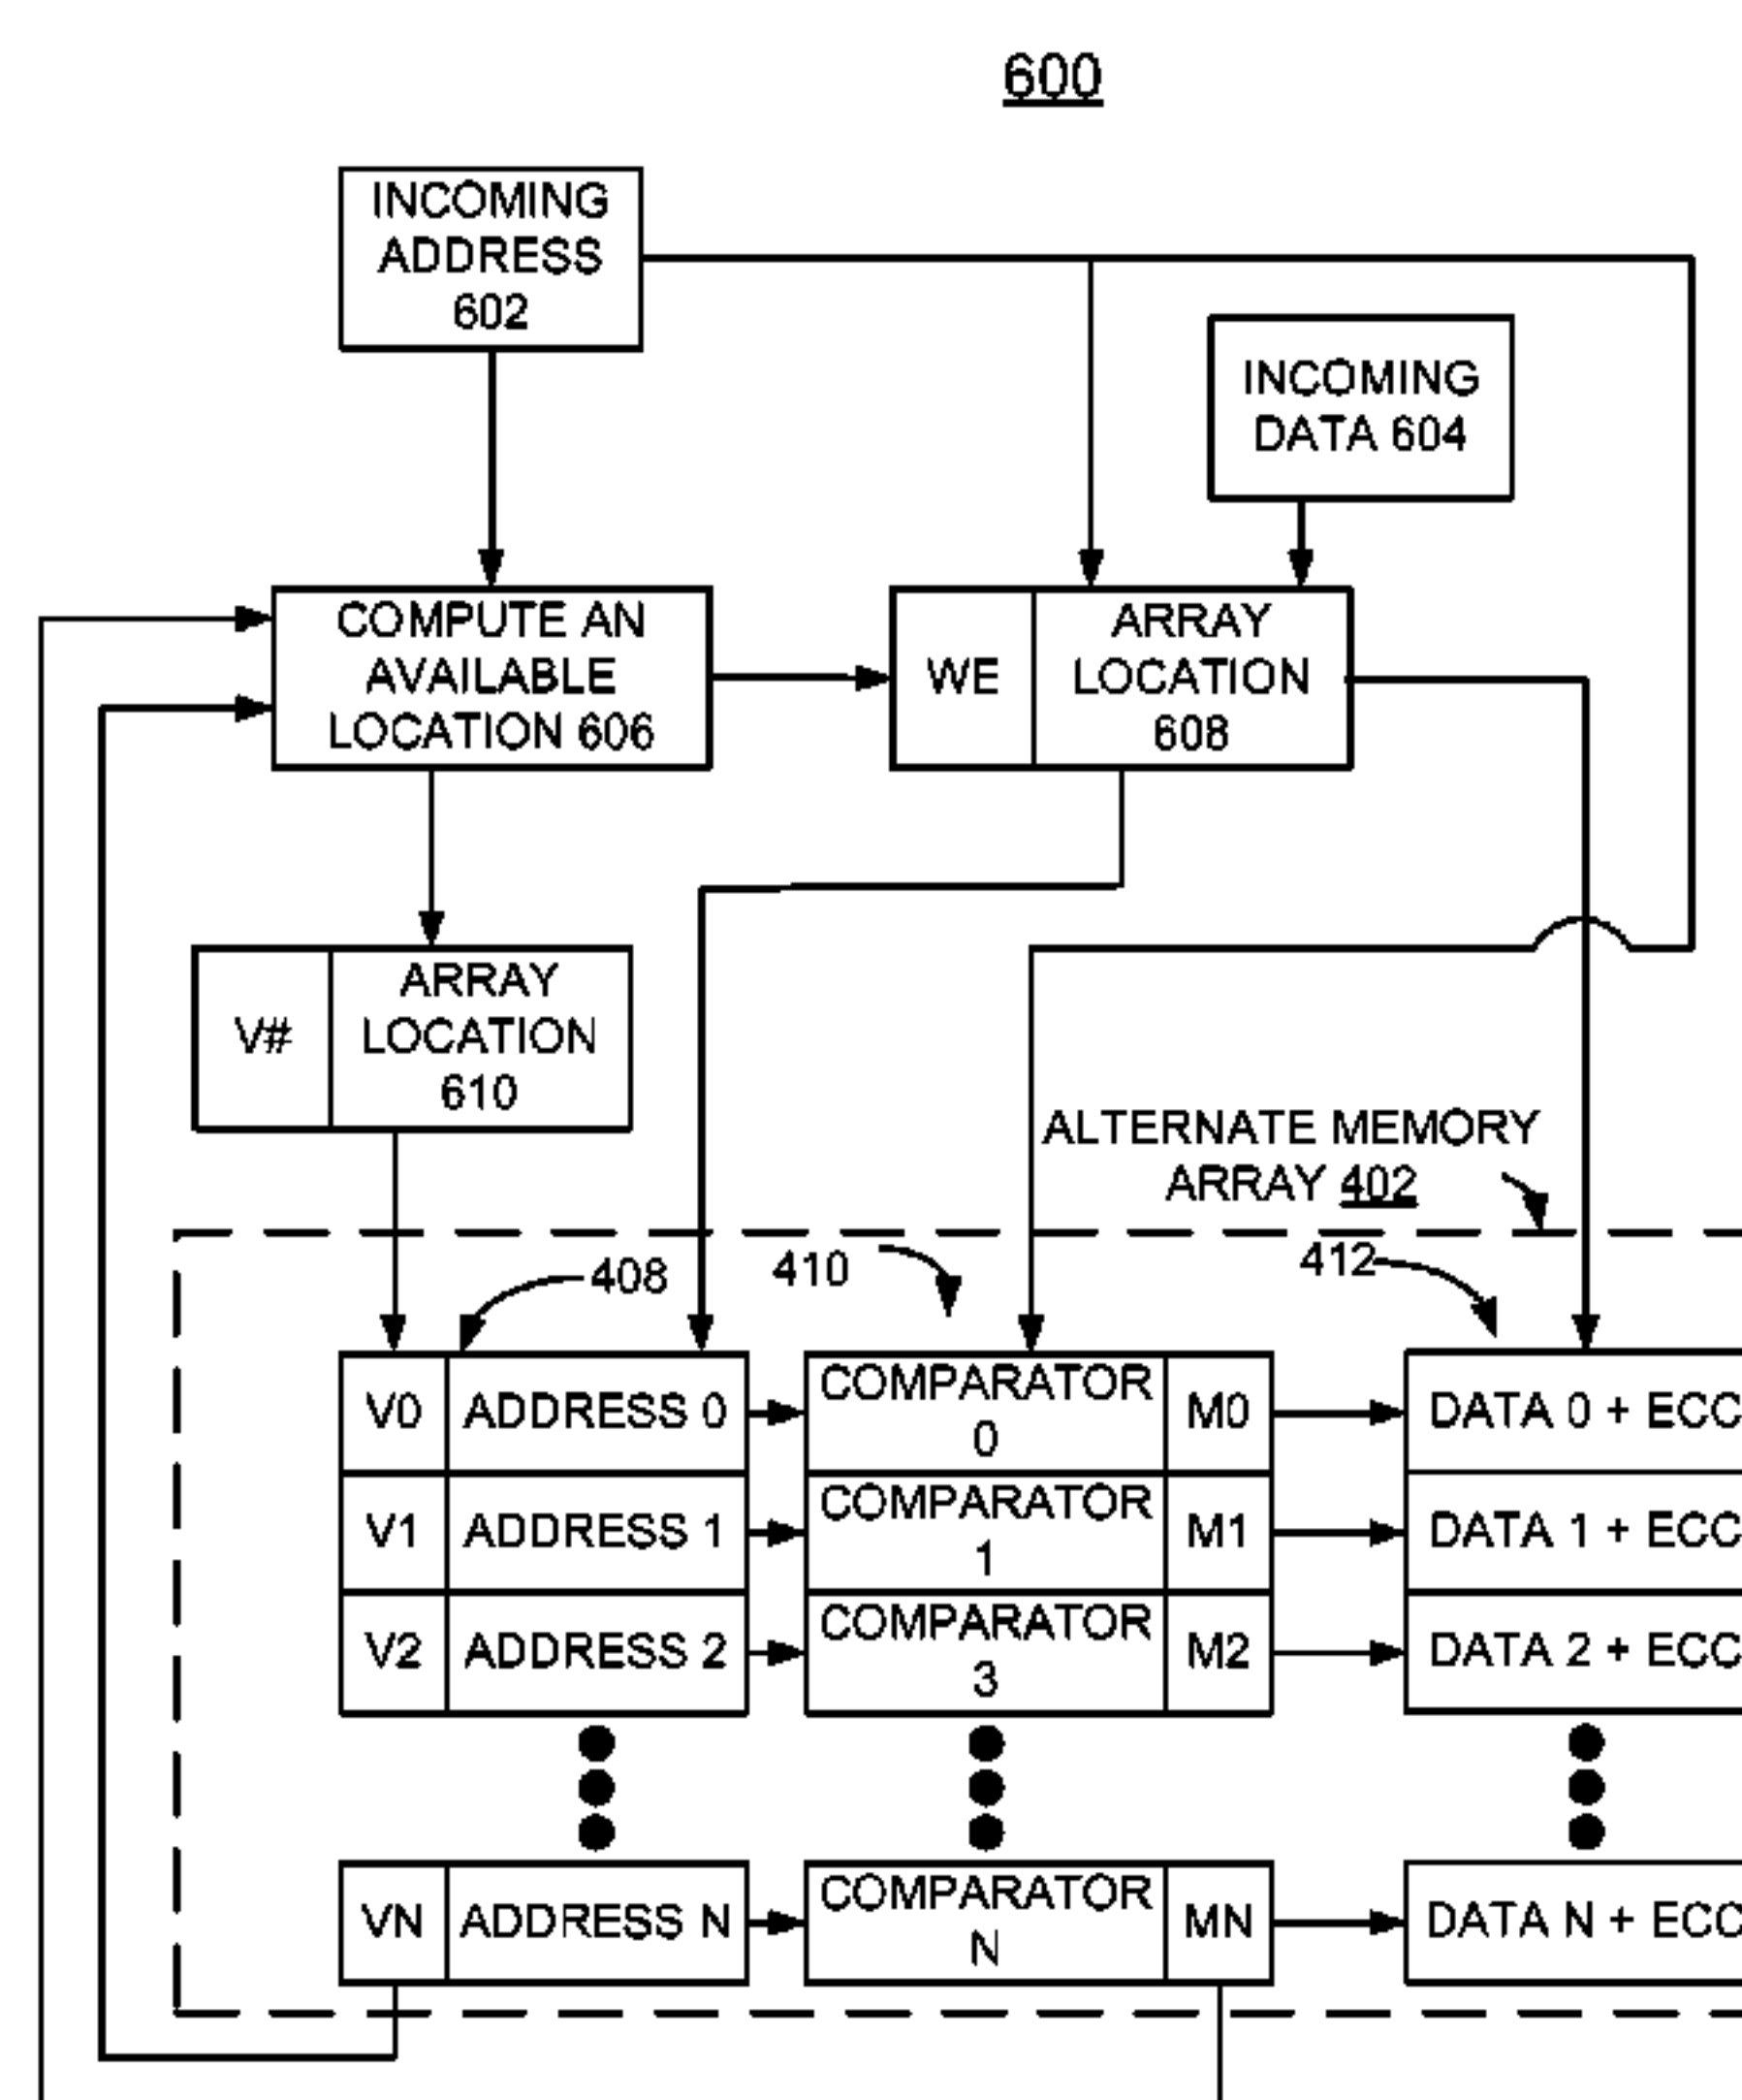 600
INCOMING
ADDRESS
602
INCOMING
DATA 604
COMPUTE AN
AVAILABLE
LOCATION 606
WE
ARRAY
LOCATION
608
V#
ARRAY
LOCATION
610
ALTERNATE MEMORY
ARRAY 402
408
410
412
V0
ADDRESS 0
COMPARATOR
0
M0
DATA 0 + ECC
V1
ADDRESS 1
COMPARATOR
1
M1
DATA 1 + ECC
V2
ADDRESS 2
COMPARATOR
3
M2
DATA 2 + ECC
VN
ADDRESS N
COMPARATOR
N
MN
DATA N + ECC